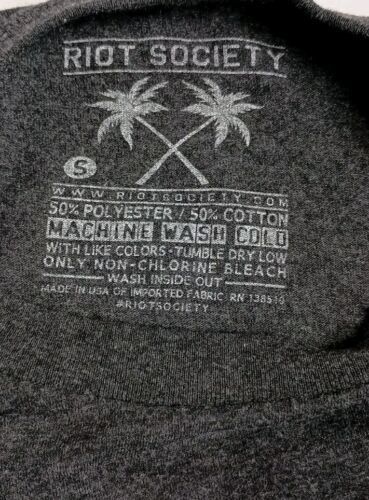 RIOT SOCIETY
S
WWW.RIOTSOCIETY.COM
50% POLYESTER / 50% COTTON
MACHINE WASH COLD
WITH LIKE COLORS - TUMBLE DRY LOW
ONLY NON-CHLORINE BLEACH
WASH INSIDE OUT
MADE IN USA OF IMPORTED FABRIC RN
#RIOTSOCIETY